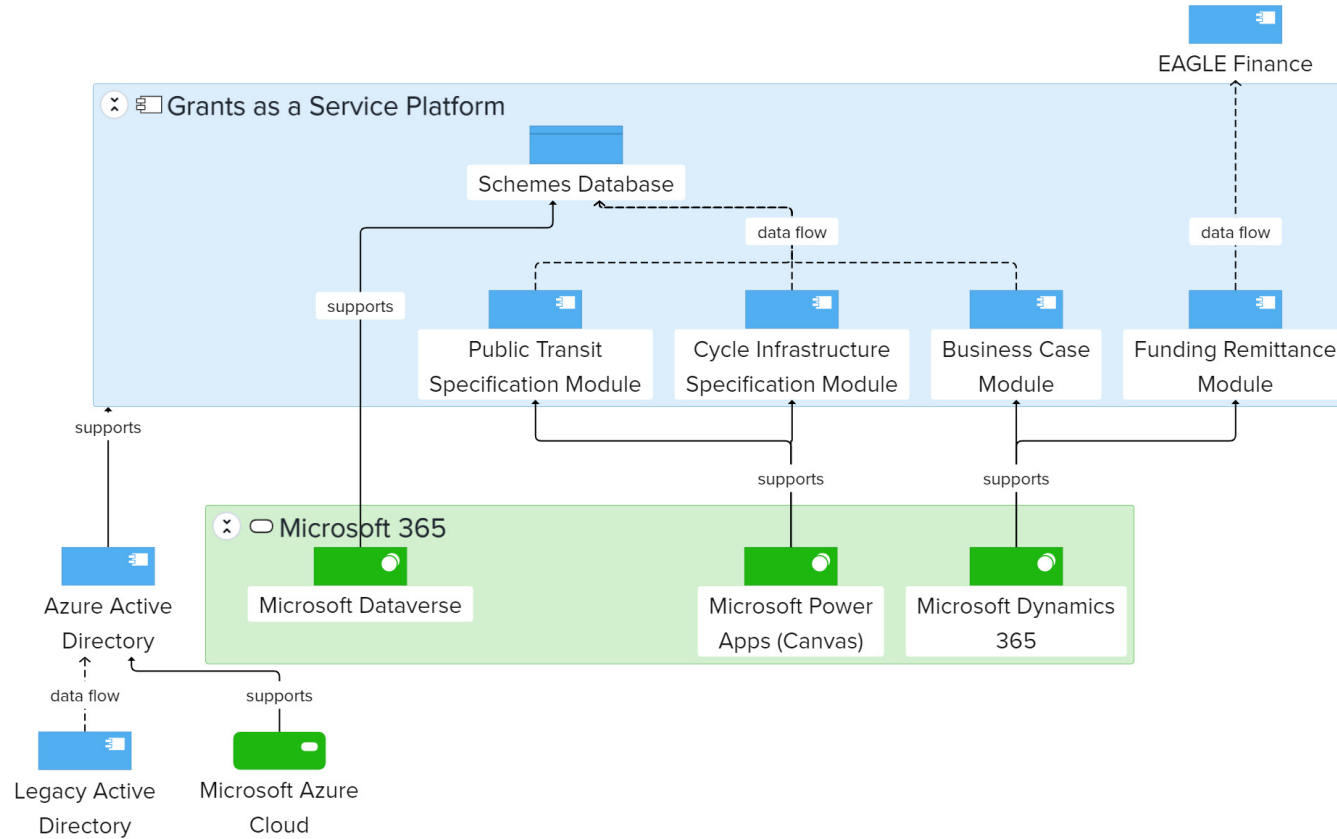 EAGLE Finance
Grants as a Service Platform
Schemes Database
data flow
data flow
supports
Public Transit
Specification Module
Cycle Infrastructure
Specification Module
Business Case
Module
Funding Remittance
Module
supports
supports
supports
Microsoft 365
Microsoft Dataverse
Microsoft Power
Apps (Canvas)
Microsoft Dynamics
365
Azure Active
Directory
data flow
supports
Legacy Active
Directory
Microsoft Azure
Cloud